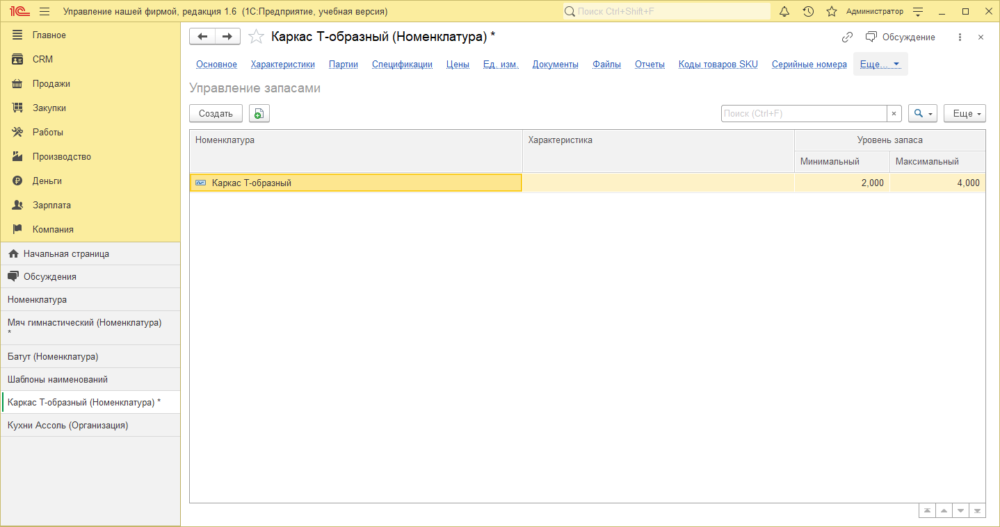 1С Управление нашей фирмой, редакция 1.6 (1С:Предприятие, учебная версия) Поиск Ctrl+Shift+F Администратор
Главное
CRM
Продажи
Закупки
Работы
Производство
Деньги
Зарплата
Компания
Начальная страница
Обсуждения
Номенклатура
Мяч гимнастический (Номенклатура)
*
Батут (Номенклатура)
Шаблоны наименований
Каркас Т-образный (Номенклатура) *
Кухни Ассоль (Организация)
Каркас Т-образный (Номенклатура) * Обсуждение
Основное Характеристики Партии Спецификации Цены Ед. изм. Документы Файлы Отчеты Коды товаров SKU Серийные номера Еще...
Управление запасами
Создать Поиск (Ctrl+F) × Еще
Номенклатура Характеристика Уровень запаса
Минимальный Максимальный
Каркас Т-образный 2,000 4,000